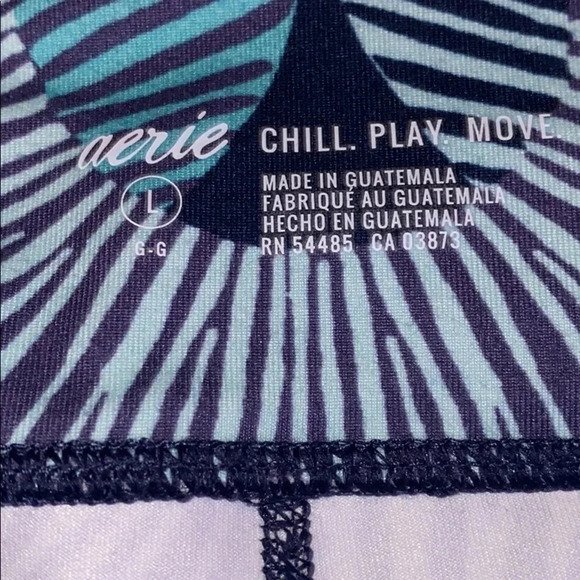 aerie CHILL. PLAY. MOVE.
L
G-G
MADE IN GUATEMALA
FABRIQUÉ AU GUATEMALA
HECHO EN GUATEMALA
RN 54485 CA 03873